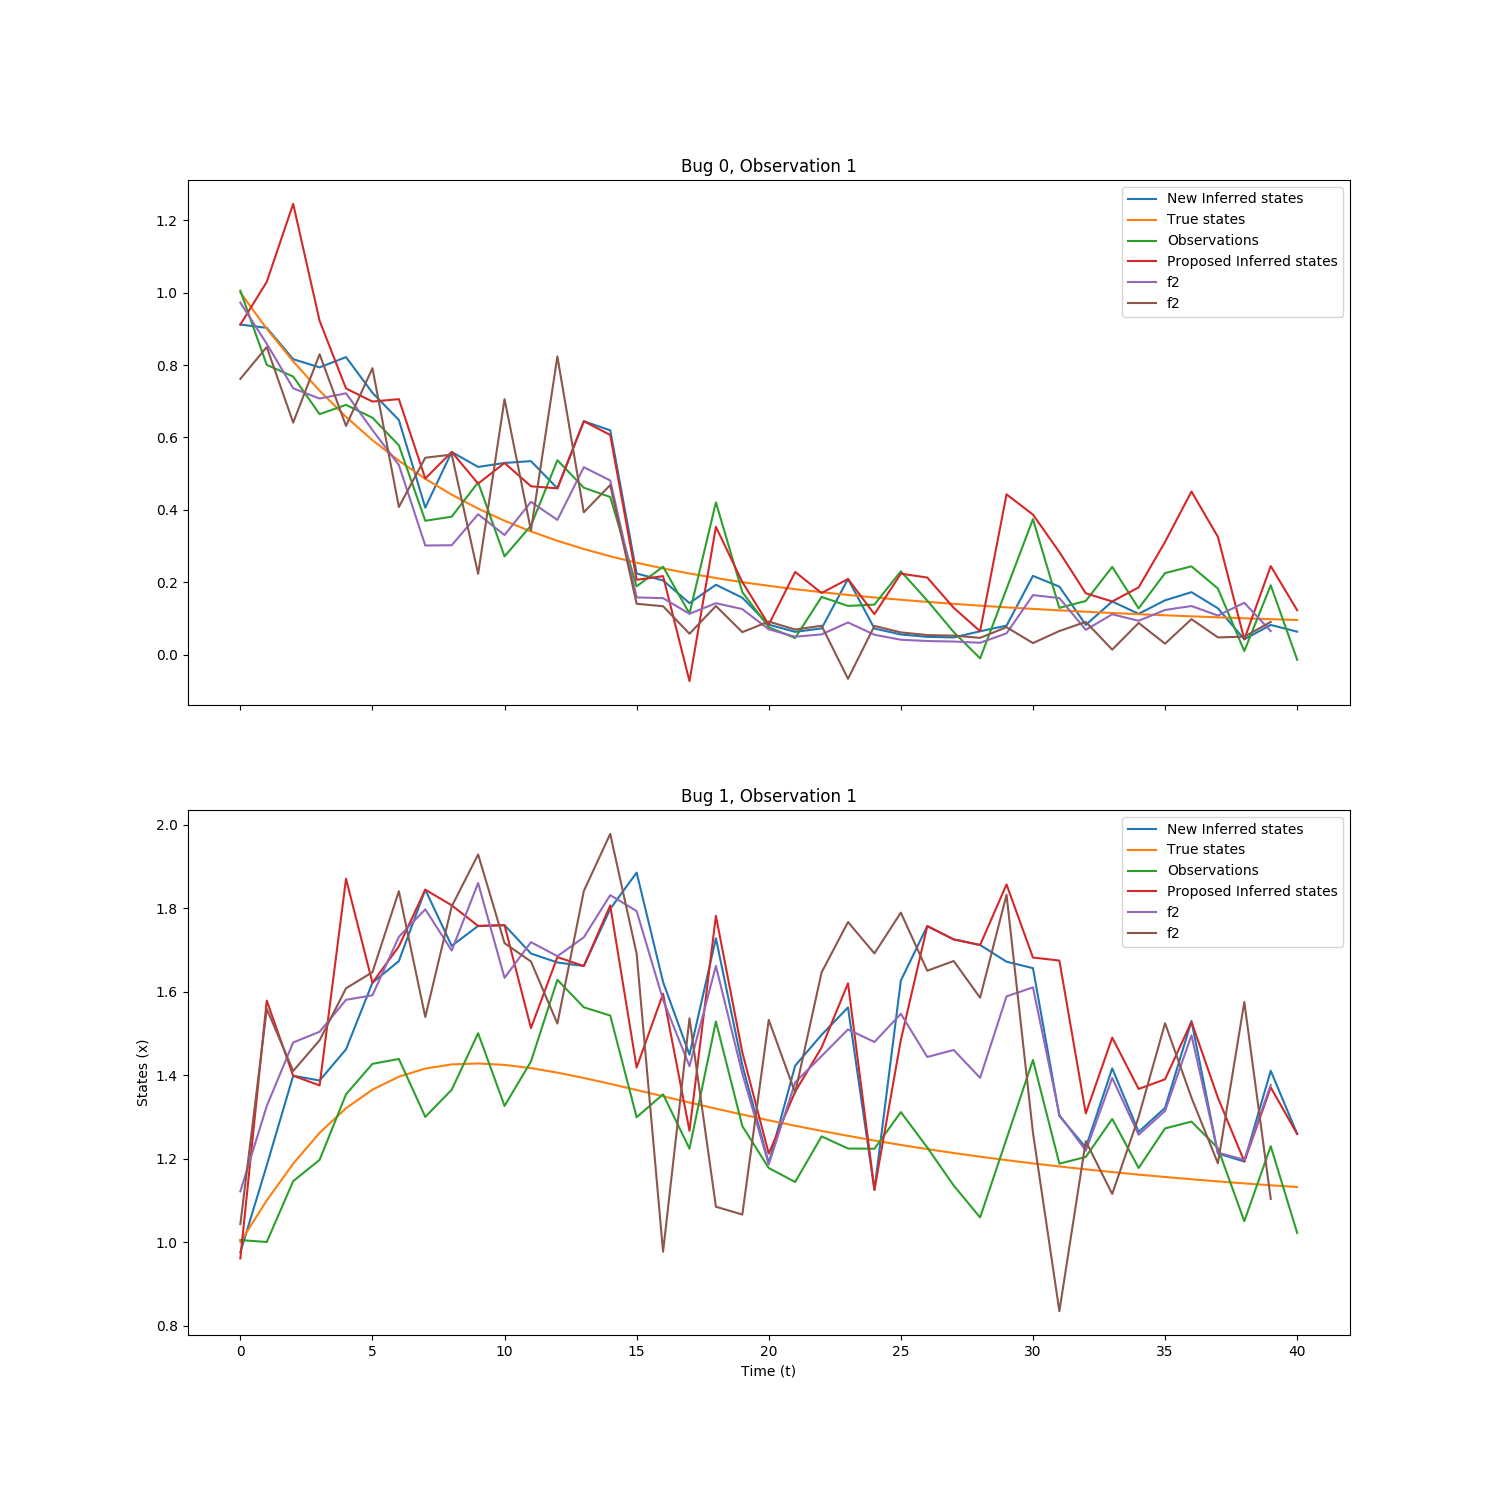 Bug 0, Observation 1
New Inferred states
True states
Observations
Proposed Inferred states
f2
f2
1.2
1.0
0.8
0.6
0.4
0.2
0.0
Bug 1, Observation 1
New Inferred states
True states
Observations
Proposed Inferred states
f2
f2
2.0
1.8
1.6
1.4
1.2
1.0
0.8
States (x)
0 5 10 15 20 25 30 35 40
Time (t)